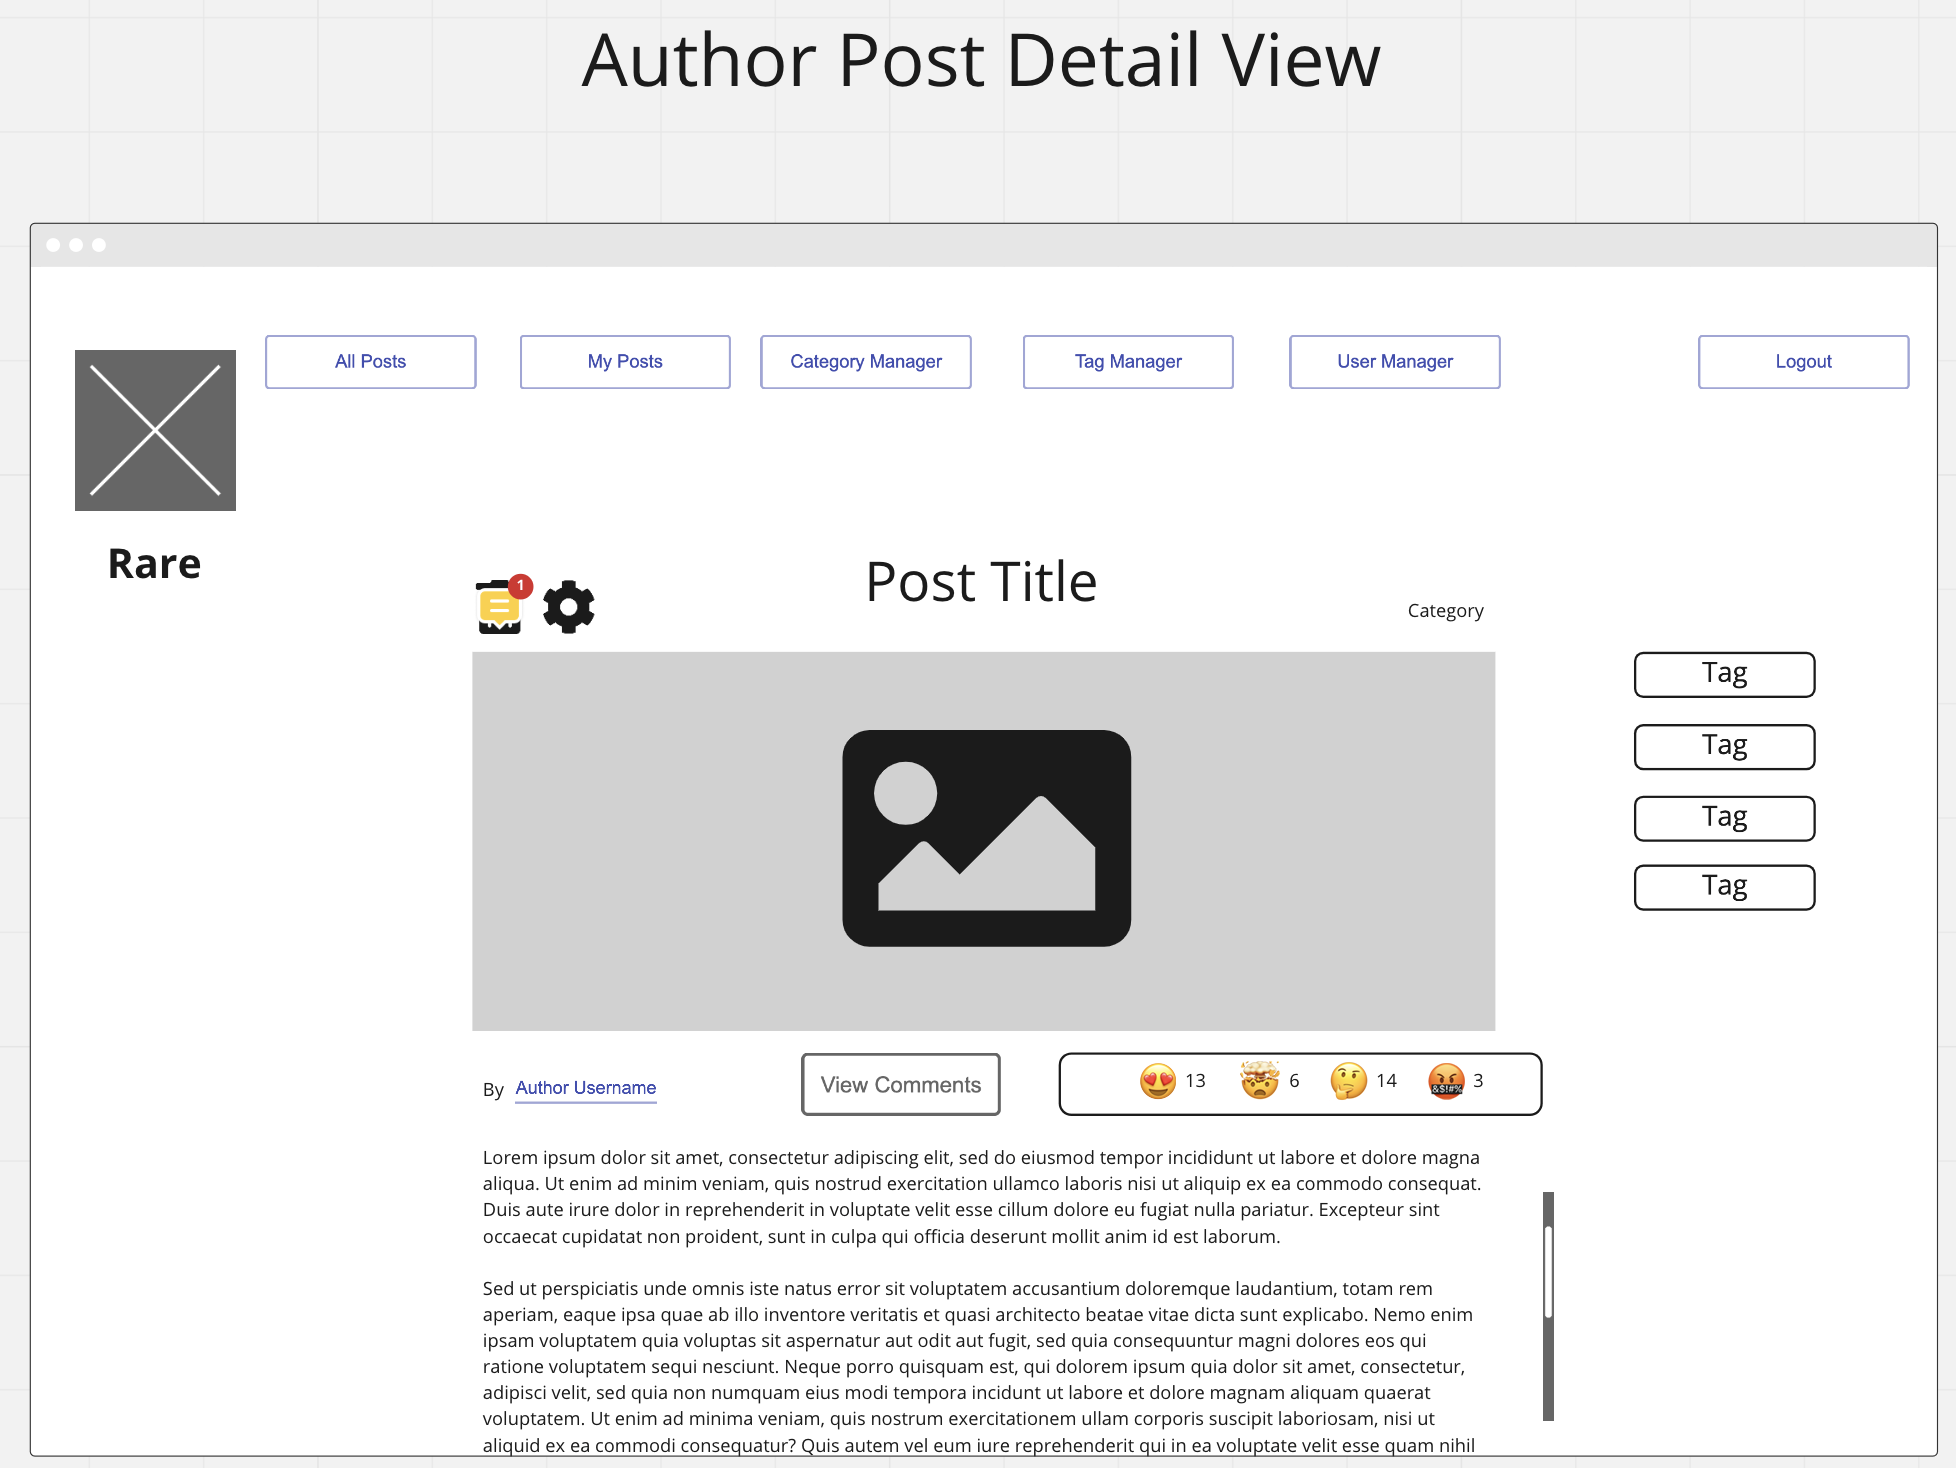 Author Post Detail View
All Posts
My Posts
Category Manager
Tag Manager
User Manager
Logout
Rare
1
Post Title
Category
Tag
Tag
Tag
Tag
By Author Username
View Comments
13
6
14
&$!#%
3
Lorem ipsum dolor sit amet, consectetur adipiscing elit, sed do eiusmod tempor incididunt ut labore et dolore magna
aliqua. Ut enim ad minim veniam, quis nostrud exercitation ullamco laboris nisi ut aliquip ex ea commodo consequat.
Duis aute irure dolor in reprehenderit in voluptate velit esse cillum dolore eu fugiat nulla pariatur. Excepteur sint
occaecat cupidatat non proident, sunt in culpa qui officia deserunt mollit anim id est laborum.
Sed ut perspiciatis unde omnis iste natus error sit voluptatem accusantium doloremque laudantium, totam rem
aperiam, eaque ipsa quae ab illo inventore veritatis et quasi architecto beatae vitae dicta sunt explicabo. Nemo enim
ipsam voluptatem quia voluptas sit aspernatur aut odit aut fugit, sed quia consequuntur magni dolores eos qui
ratione voluptatem sequi nesciunt. Neque porro quisquam est, qui dolorem ipsum quia dolor sit amet, consectetur,
adipisci velit, sed quia non numquam eius modi tempora incidunt ut labore et dolore magnam aliquam quaerat
voluptatem. Ut enim ad minima veniam, quis nostrum exercitationem ullam corporis suscipit laboriosam, nisi ut
aliquid ex ea commodi consequatur? Quis autem vel eum iure reprehenderit qui in ea voluptate velit esse quam nihil